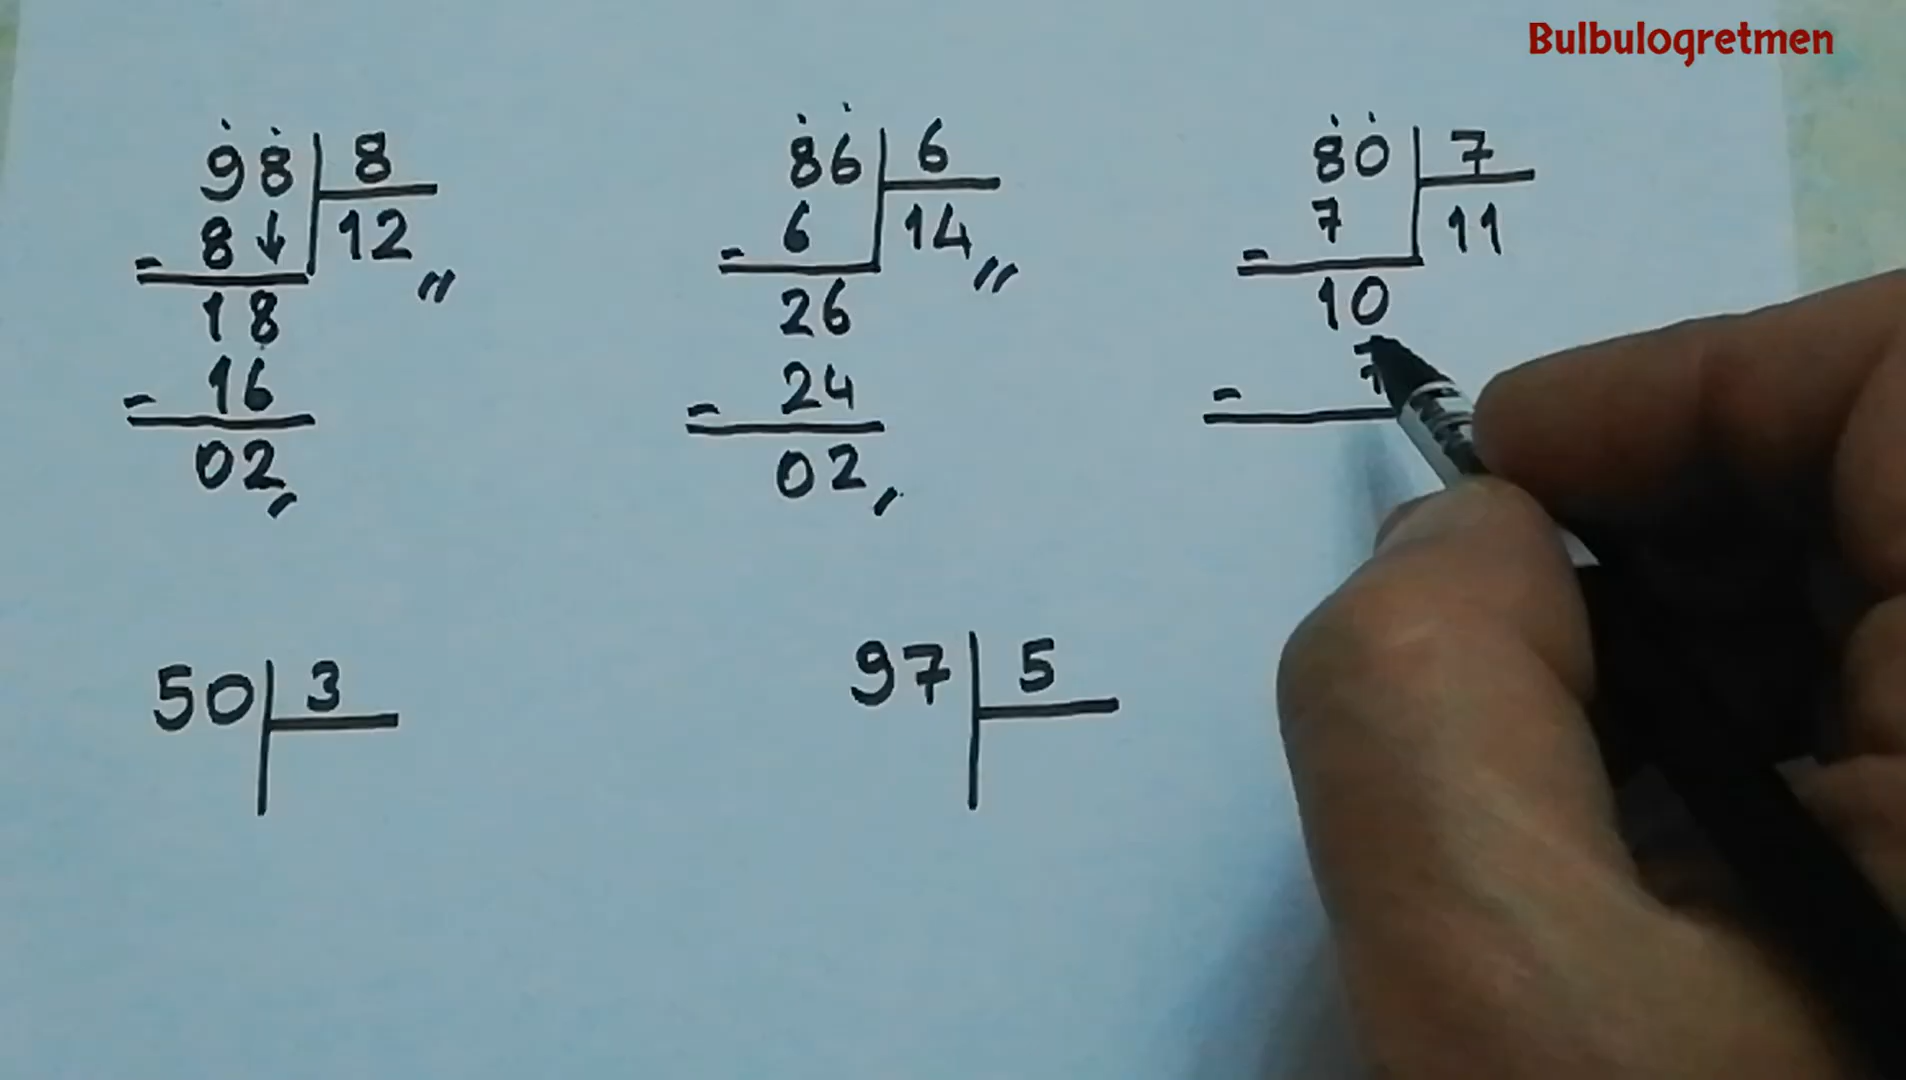 Bulbulogretmen
98 | 8
- 8 ↓ | 12 〃
18
- 16
02
86 | 6
- 6 | 14 〃
26
- 24
02
80 | 7
- 7 | 11
10
- 7
50 | 3
97 | 5